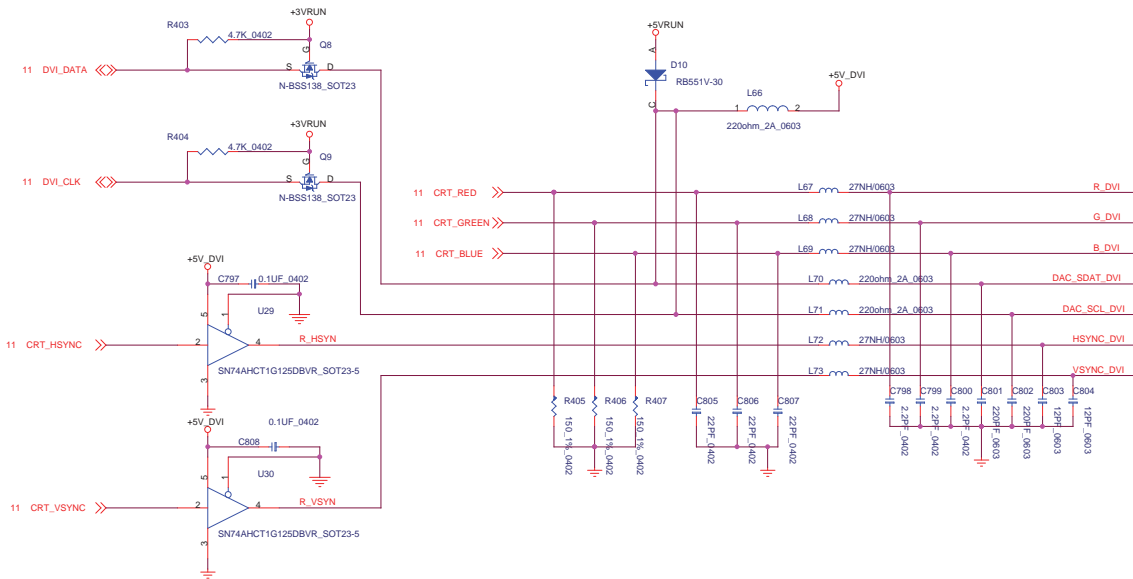 +3VRUN
R403
4.7K_0402
G
Q8
11 DVI_DATA
S
D
N-BSS138_SOT23
+3VRUN
R404
4.7K_0402
G
Q9
11 DVI_CLK
S
D
N-BSS138_SOT23
+5VRUN
A
D10
RB551V-30
C
L66
1
2
220ohm_2A_0603
+5V_DVI
11 CRT_RED
L67
27NH/0603
R_DVI
11 CRT_GREEN
L68
27NH/0603
G_DVI
11 CRT_BLUE
L69
27NH/0603
B_DVI
L70
220ohm_2A_0603
DAC_SDAT_DVI
L71
220ohm_2A_0603
DAC_SCL_DVI
L72
27NH/0603
HSYNC_DVI
L73
27NH/0603
VSYNC_DVI
+5V_DVI
C797
0.1UF_0402
U29
5
1
11 CRT_HSYNC
2
4
R_HSYN
3
SN74AHCT1G125DBVR_SOT23-5
+5V_DVI
0.1UF_0402
C808
U30
5
1
11 CRT_VSYNC
2
4
R_VSYN
3
SN74AHCT1G125DBVR_SOT23-5
R405
150_1%_0402
R406
150_1%_0402
R407
150_1%_0402
C805
22PF_0402
C806
22PF_0402
C807
22PF_0402
C798
2.2PF_0402
C799
2.2PF_0402
C800
2.2PF_0402
C801
220PF_0603
C802
220PF_0603
C803
12PF_0603
C804
12PF_0603